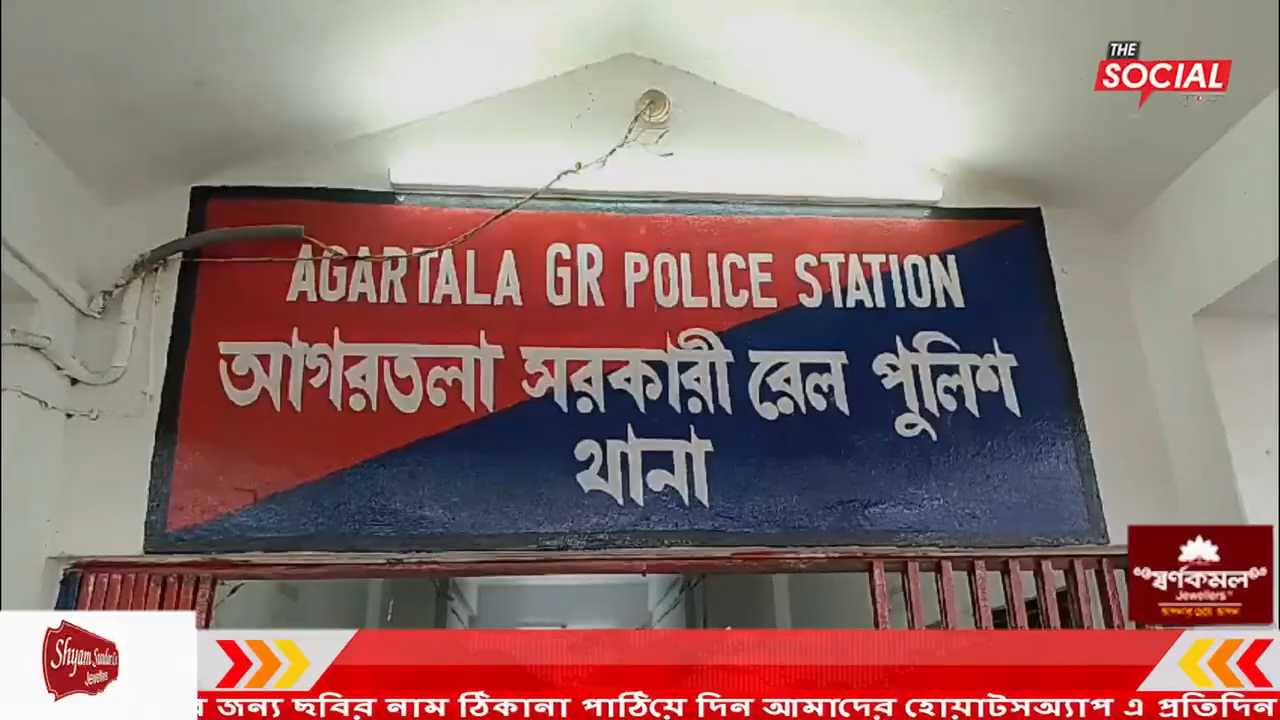 THE
SOCIAL
AGARTALA GR POLICE STATION
আগরতলা সরকারী রেল পুলিশ
থানা
স্বর্ণকমল
Jewellers
Shyam Sundar Co
Jewellers
জন্য ছবির নাম ঠিকানা পাঠিয়ে দিন আমাদের হোয়াটসঅ্যাপ এ প্রতিদিন